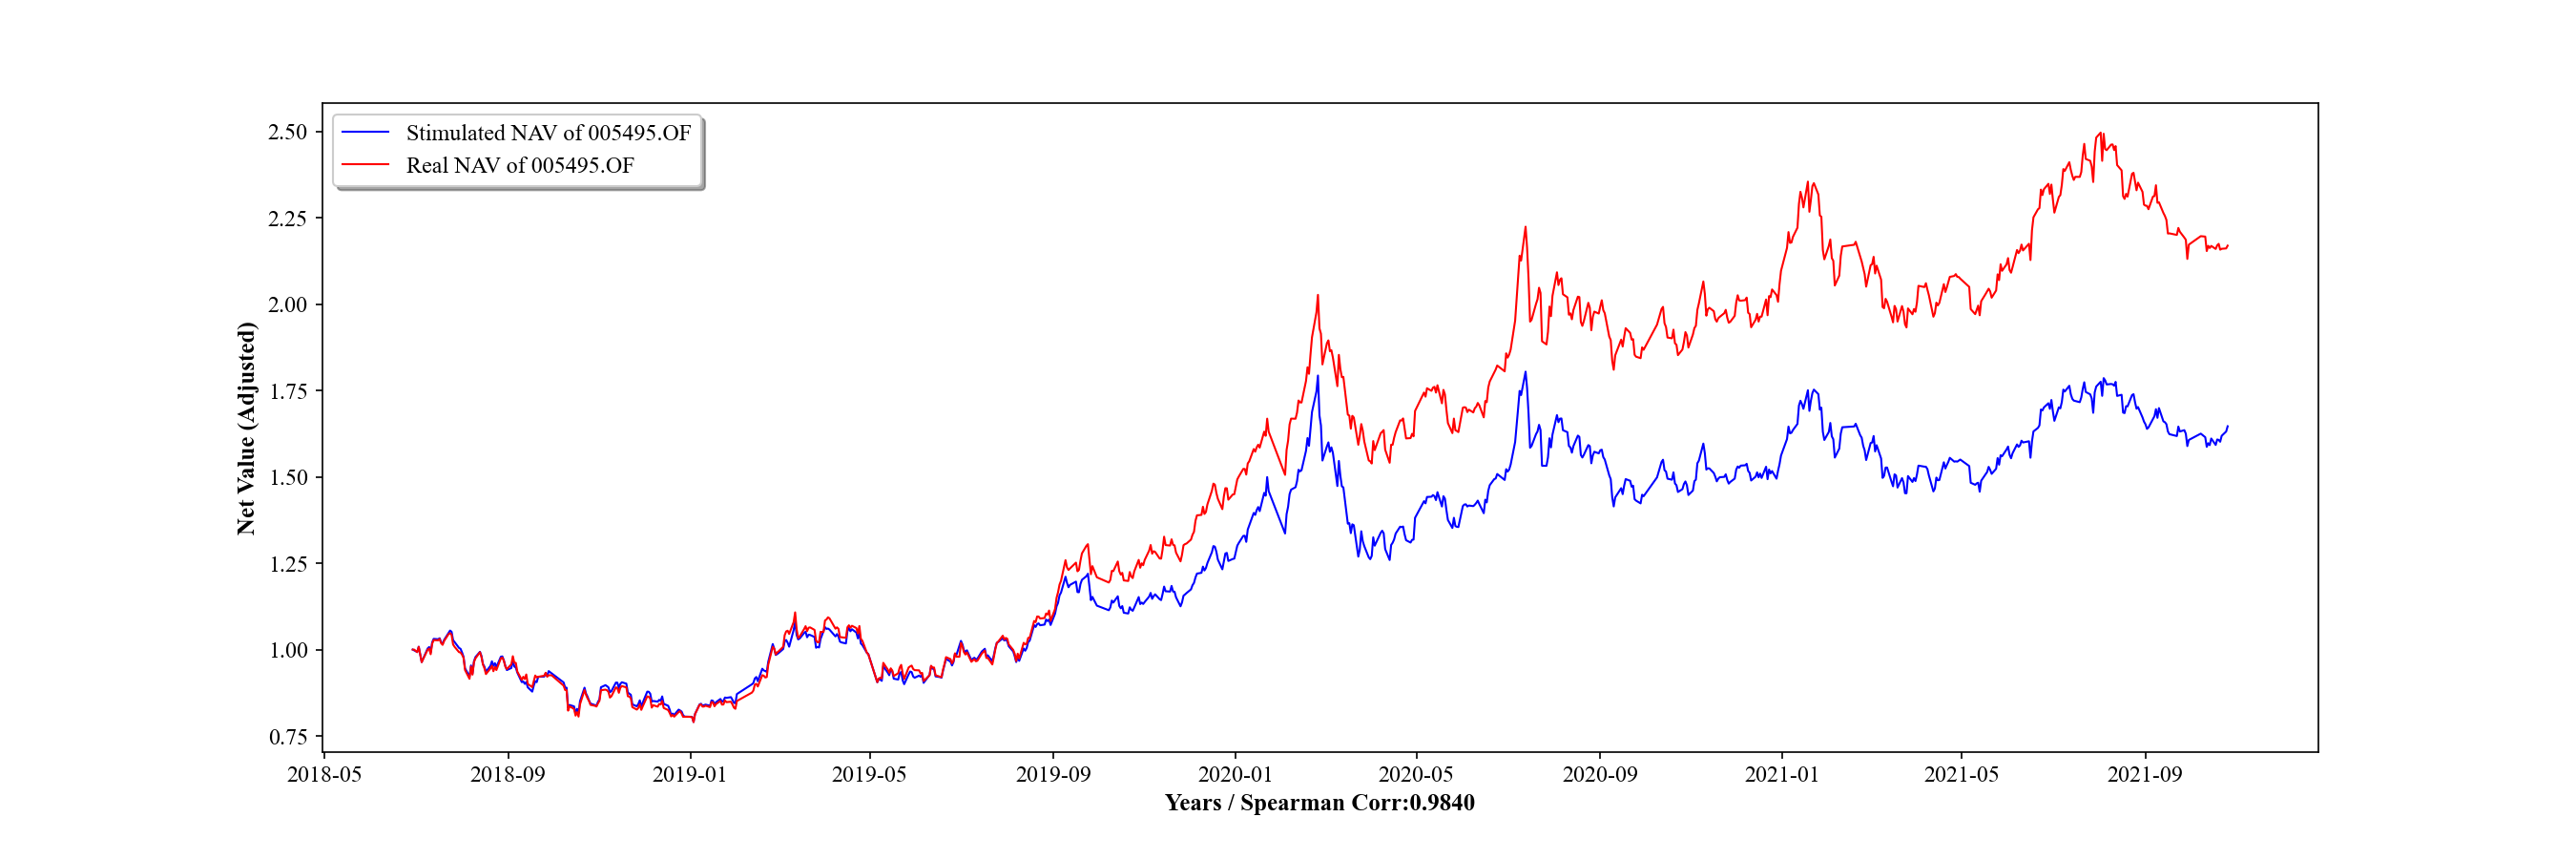 Stimulated NAV of 005495.OF
Real NAV of 005495.OF
Net Value (Adjusted)
2.50
2.25
2.00
1.75
1.50
1.25
1.00
0.75
2018-05 2018-09 2019-01 2019-05 2019-09 2020-01 2020-05 2020-09 2021-01 2021-05 2021-09
Years / Spearman Corr:0.9840